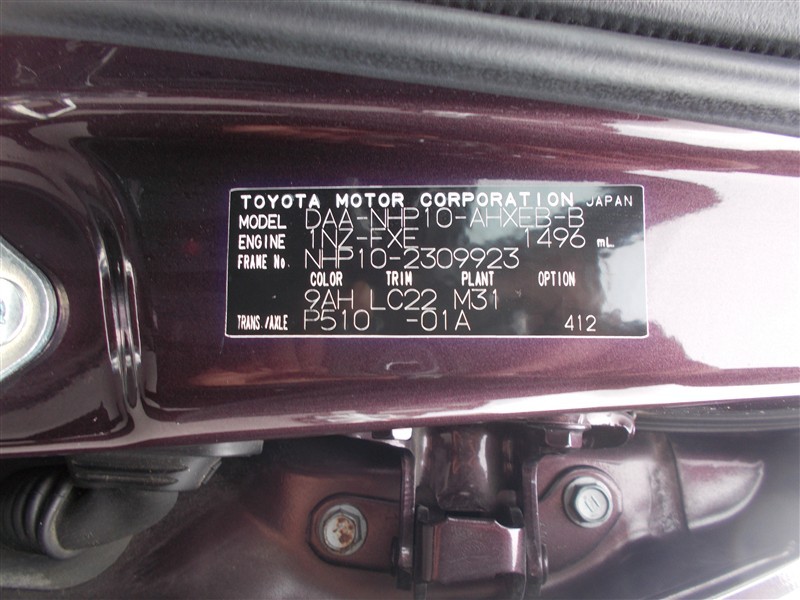 TOYOTA MOTOR CORPORATION JAPAN
MODEL DAA-NHP10-AHXEB-B
ENGINE 1NZ-FXE 1496 mL
FRAME No. NHP10-2309923
COLOR TRIM PLANT OPTION
9AH LC22 M31
TRANS./AXLE P510 -01A 412